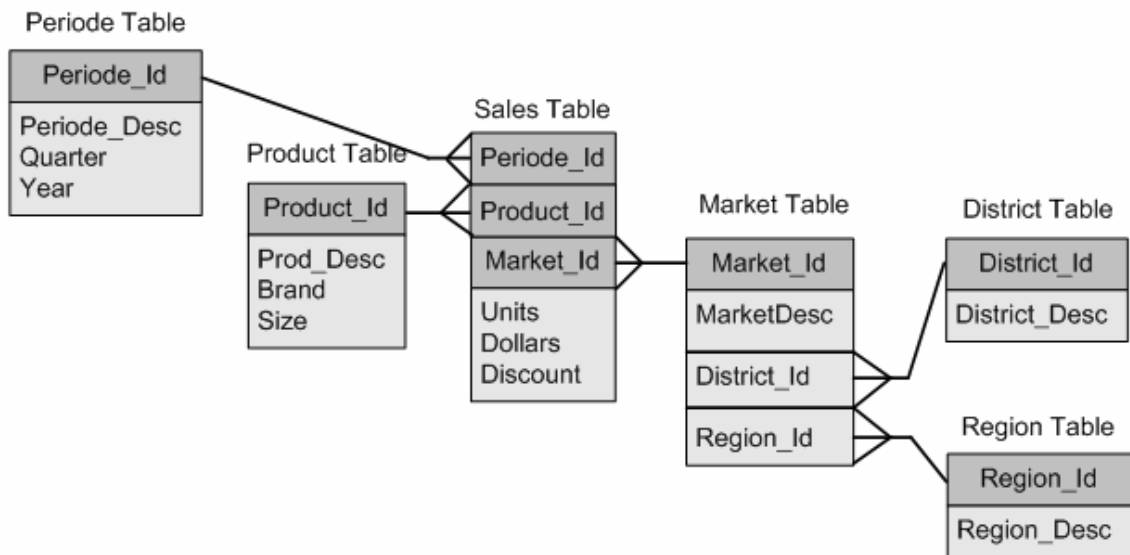 Periode Table
Periode_Id
Periode_Desc
Quarter
Year
Product Table
Product_Id
Prod_Desc
Brand
Size
Sales Table
Periode_Id
Product_Id
Market_Id
Units
Dollars
Discount
Market Table
Market_Id
MarketDesc
District_Id
Region_Id
District Table
District_Id
District_Desc
Region Table
Region_Id
Region_Desc